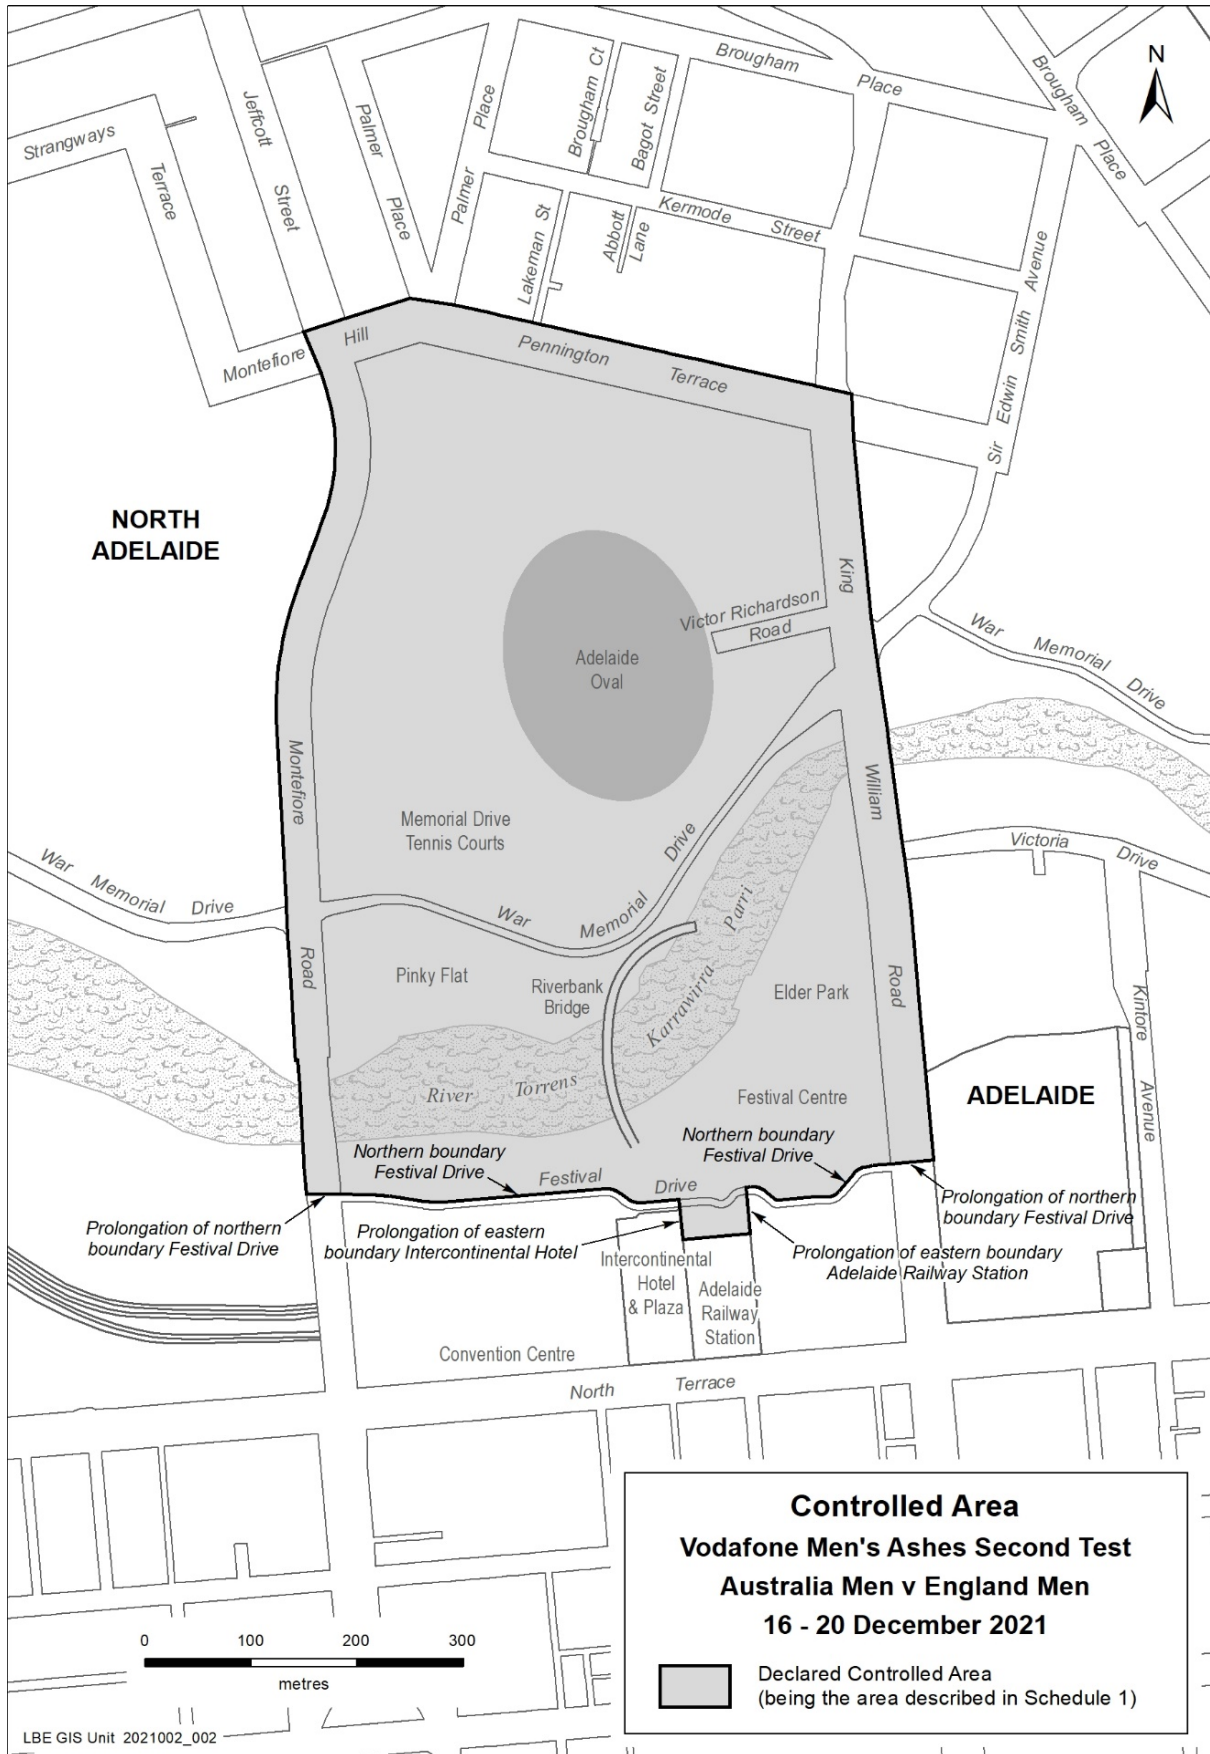 Brougham
Place
Brougham
Place
N
Strangways
Terrace
Jeffcott
Street
Palmer
Place
Palmer
Place
Brougham Ct
Bagot Street
Kermode
Street
Lakeman St
Abbott
Lane
Sir Edwin Smith Avenue
Montefiore
Hill
Pennington
Terrace
NORTH
ADELAIDE
King
William
Road
Victor Richardson
Road
Adelaide
Oval
War
Memorial
Drive
Montefiore
Road
Memorial Drive
Tennis Courts
War
Memorial
Drive
War
Memorial
Drive
Victoria
Drive
Pinky Flat
Riverbank
Bridge
Karrawirra
Parri
Elder Park
Kintore
Avenue
River
Torrens
Festival Centre
ADELAIDE
Northern boundary
Festival Drive
Northern boundary
Festival Drive
Festival
Drive
Prolongation of northern
boundary Festival Drive
Prolongation of eastern
boundary Intercontinental Hotel
Prolongation of northern
boundary Festival Drive
Prolongation of eastern boundary
Adelaide Railway Station
Intercontinental
Hotel
& Plaza
Adelaide
Railway
Station
Convention Centre
North
Terrace
Controlled Area
Vodafone Men's Ashes Second Test
Australia Men v England Men
16 - 20 December 2021
Declared Controlled Area
(being the area described in Schedule 1)
0 100 200 300
metres
LBE GIS Unit 2021002_002